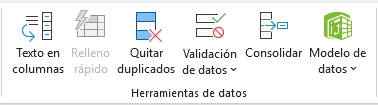 Texto en columnas
Relleno rápido
Quitar duplicados
Validación de datos
Consolidar
Modelo de datos
Herramientas de datos